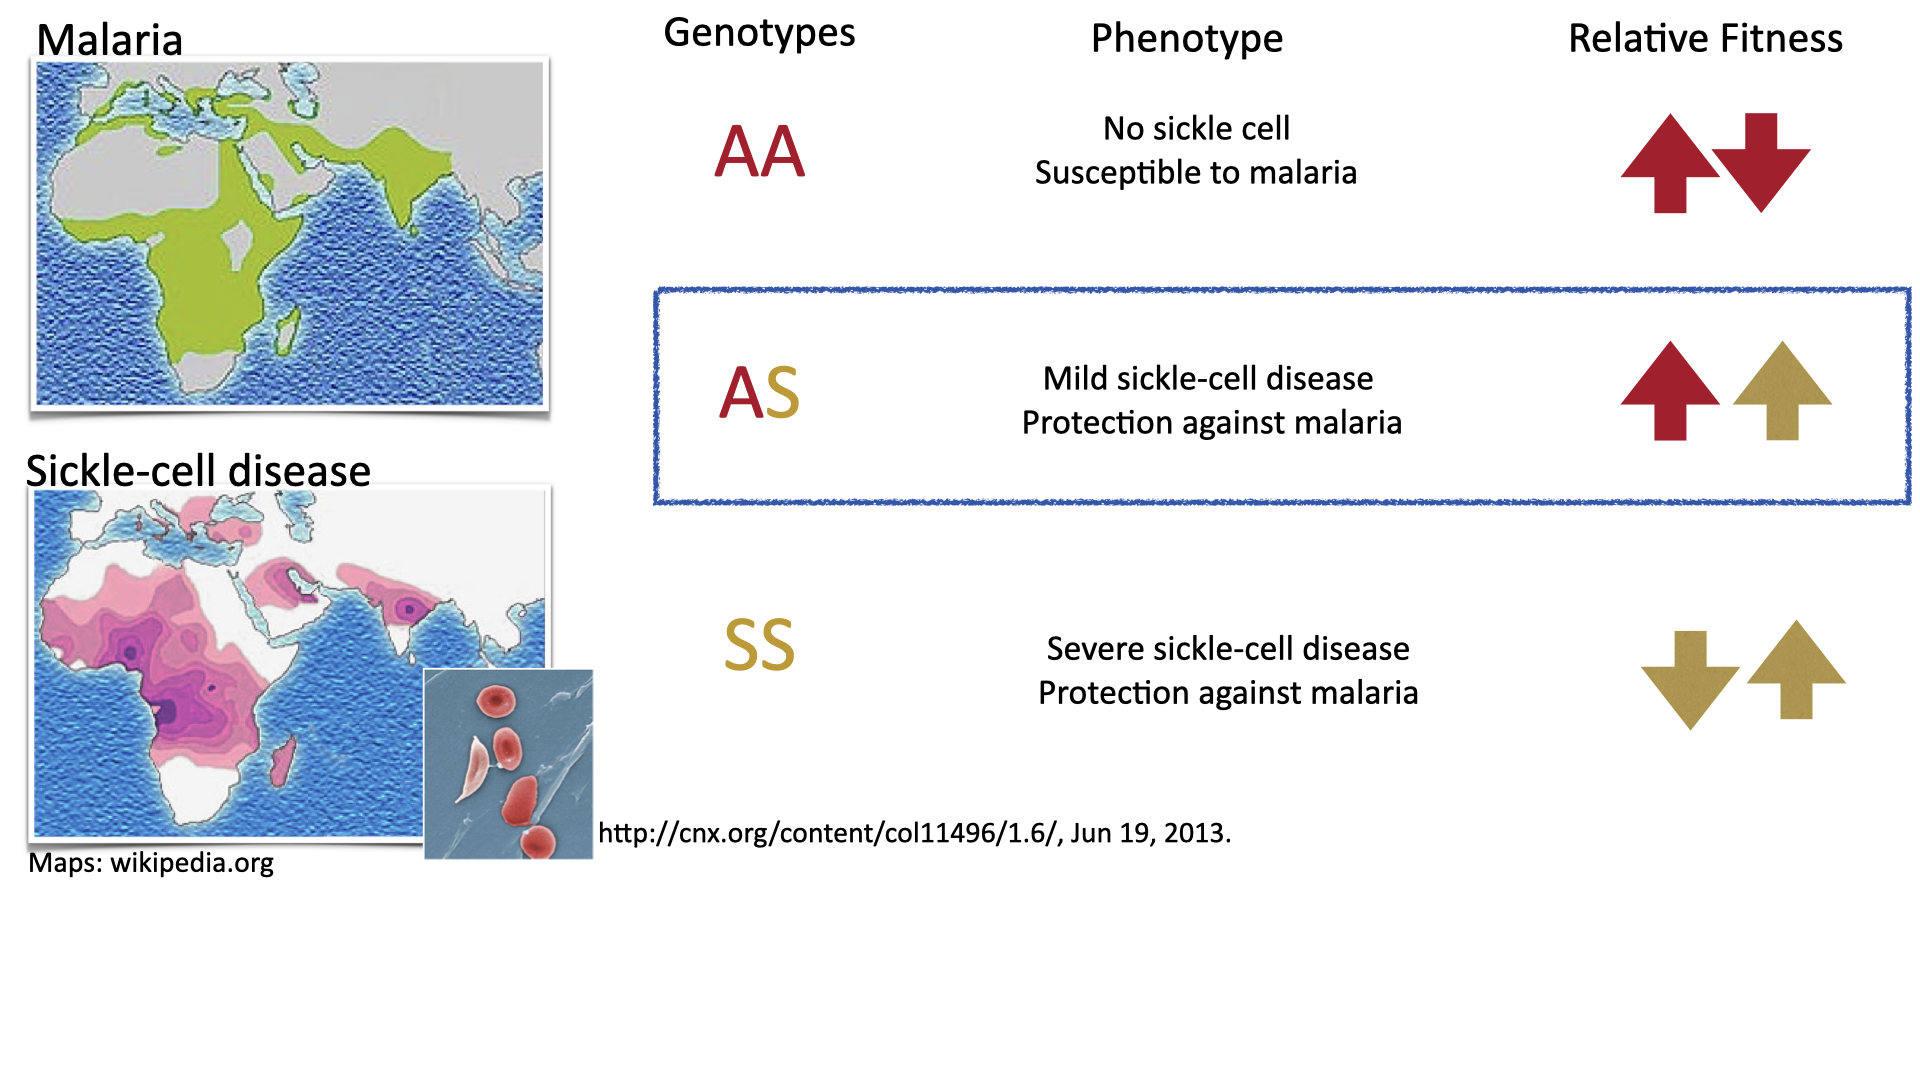 Malaria
Genotypes
Phenotype
Relative Fitness
AA
No sickle cell
Susceptible to malaria
AS
Mild sickle-cell disease
Protection against malaria
Sickle-cell disease
SS
Severe sickle-cell disease
Protection against malaria
http://cnx.org/content/col11496/1.6/, Jun 19, 2013.
Maps: wikipedia.org